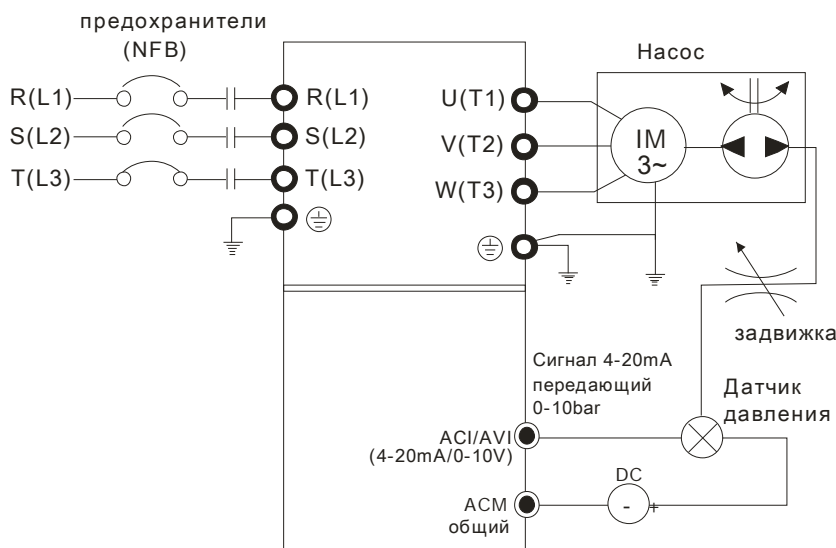 предохранители
(NFB)
R(L1)
S(L2)
T(L3)
R(L1)
S(L2)
T(L3)
U(T1)
V(T2)
W(T3)
Насос
IM
3~
задвижка
Сигнал 4-20mA
передающий
0-10bar
Датчик
давления
ACI/AVI
(4-20mA/0-10V)
DC
- +
ACM
общий